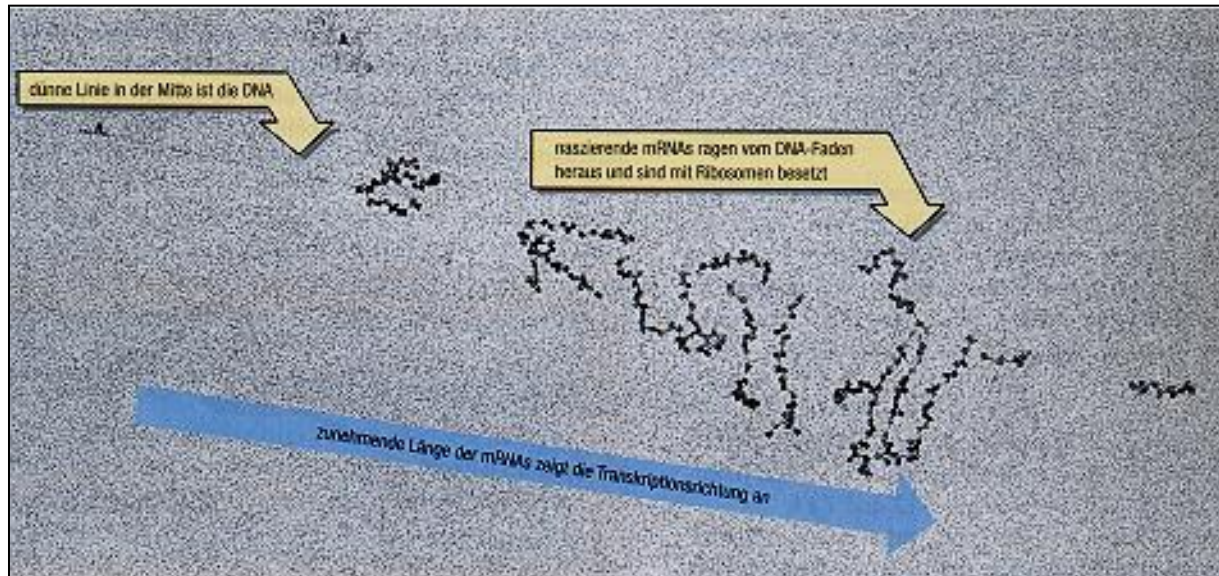 dünne Linie in der Mitte ist die DNA
naszierende mRNAs ragen vom DNA-Faden
heraus und sind mit Ribosomen besetzt
zunehmende Länge der mRNAs zeigt die Transkriptionsrichtung an